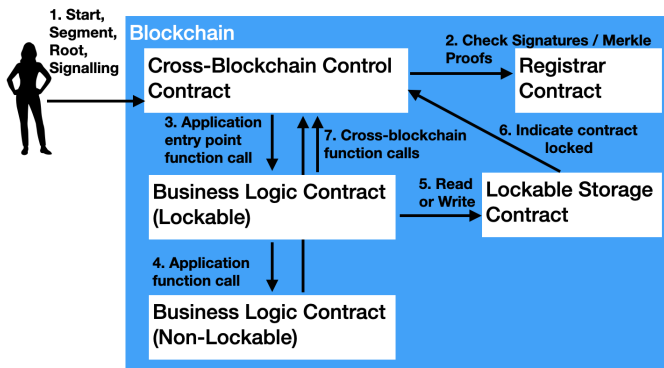 1. Start,
Segment,
Root,
Signalling
Blockchain
Cross-Blockchain Control
Contract
2. Check Signatures / Merkle
Proofs
Registrar
Contract
3. Application
entry point
function call
7. Cross-blockchain
function calls
6. Indicate contract
locked
Business Logic Contract
(Lockable)
5. Read
or Write
Lockable Storage
Contract
4. Application
function call
Business Logic Contract
(Non-Lockable)